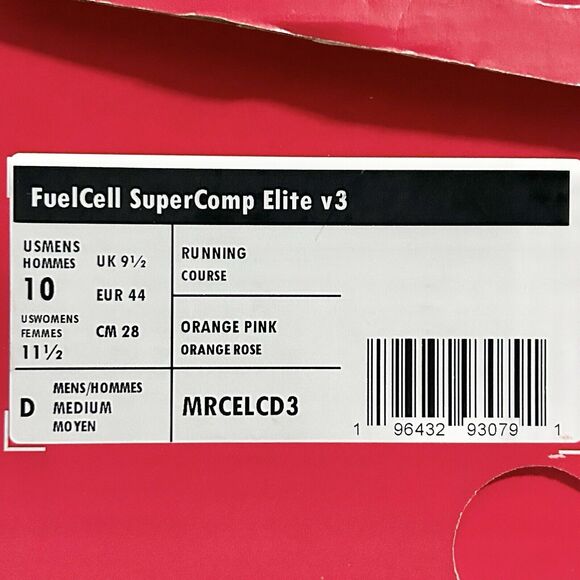 FuelCell SuperComp Elite v3
USMENS
HOMMES
10
USWOMENS
FEMMES
11½
UK 9½
EUR 44
CM 28
RUNNING
COURSE
ORANGE PINK
ORANGE ROSE
D
MENS/HOMMES
MEDIUM
MOYEN
MRCELCD3
1 96432 93079 1